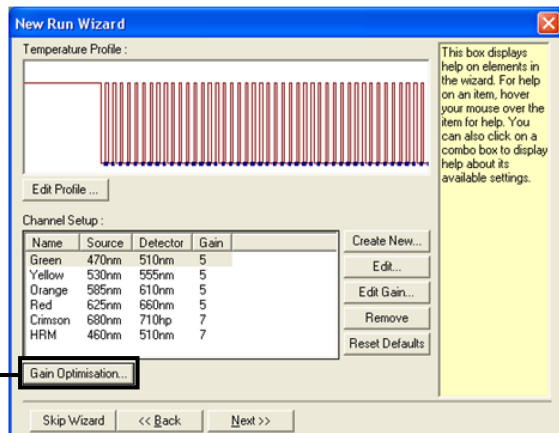 New Run Wizard
Temperature Profile :
Edit Profile ...
Channel Setup :
Name Source Detector Gain
Green 470nm 510nm 5
Yellow 530nm 555nm 5
Orange 585nm 610nm 5
Red 625nm 660nm 5
Crimson 680nm 710hp 7
HRM 460nm 510nm 7
Create New...
Edit...
Edit Gain...
Remove
Reset Defaults
Gain Optimisation...
Skip Wizard
<< Back
Next >>
This box displays
help on elements in
the wizard. For help
on an item, hover
your mouse over the
item for help. You
can also click on a
combo box to display
help about its
available settings.